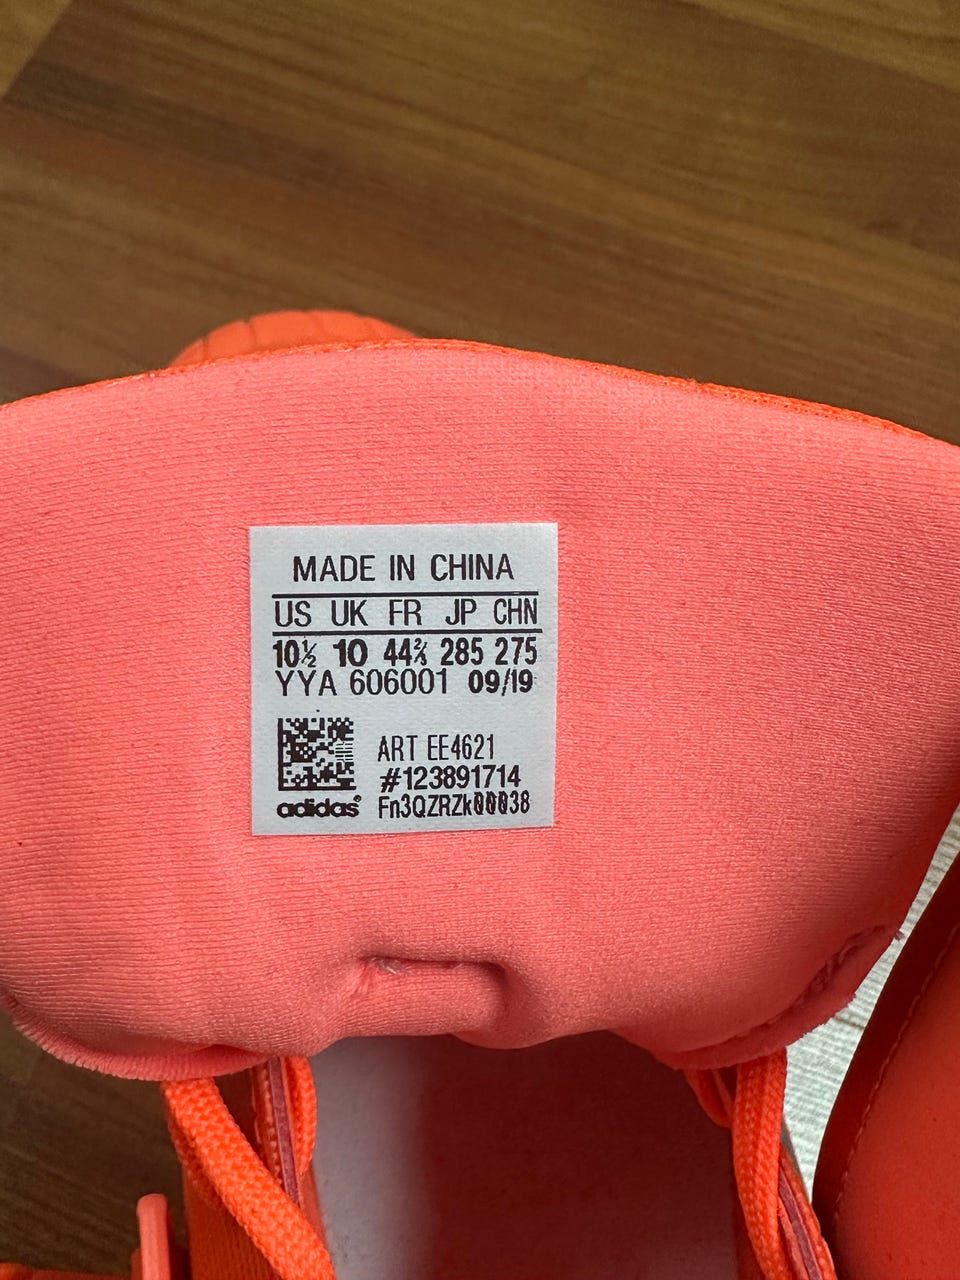 MADE IN CHINA
US UK FR JP CHN
10½ 10 44⅔ 285 275
YYA 606001 09/19
ART EE4621
#123891714
adidas® Fn3QZRZk00038